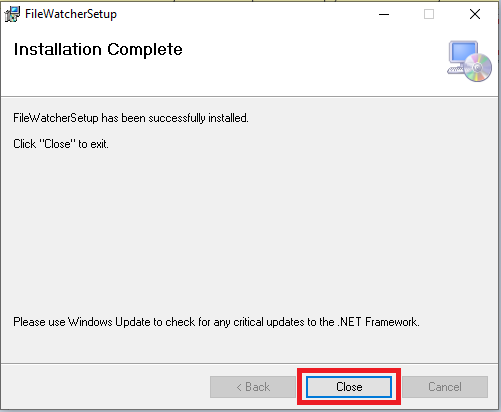 FileWatcherSetup
Installation Complete
FileWatcherSetup has been successfully installed.
Click "Close" to exit.
Please use Windows Update to check for any critical updates to the .NET Framework.
< Back
Close
Cancel